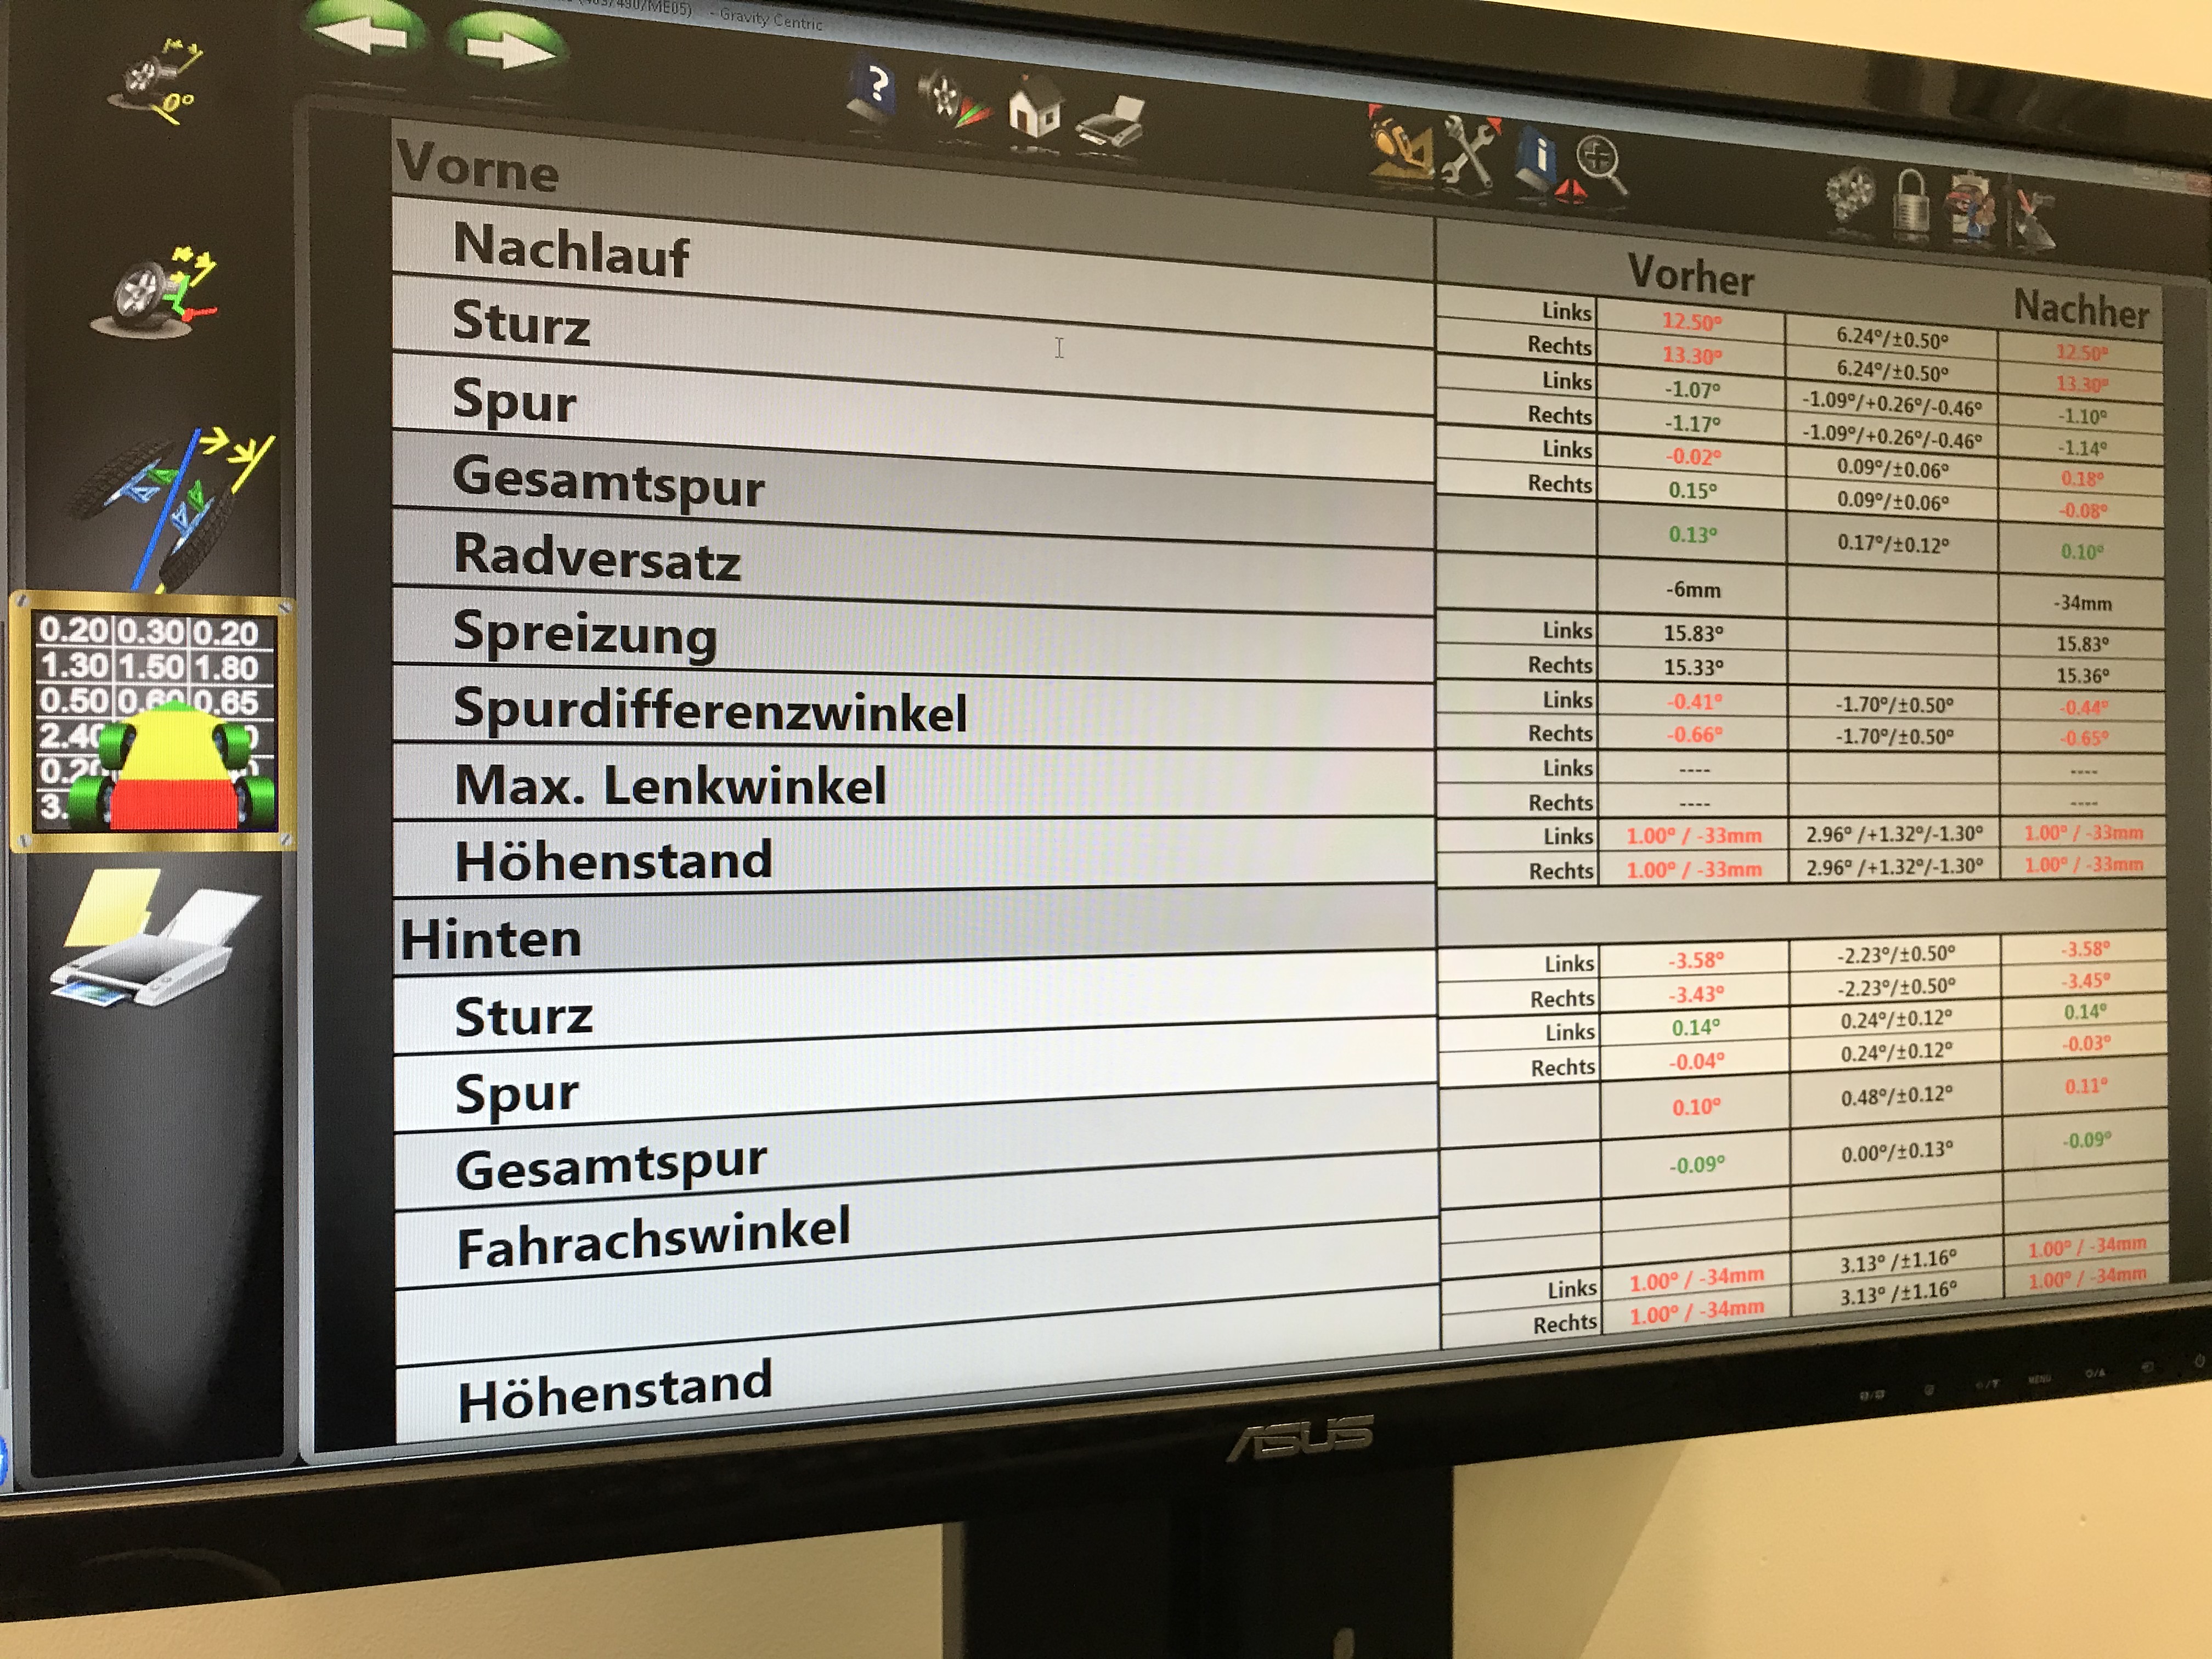 - Gravity Centric
Vorne
Vorher Nachher
Nachlauf
Links 12.50° 6.24°/±0.50° 12.50°
Rechts 13.30° 6.24°/±0.50° 13.30°
Sturz
Links -1.07° -1.09°/+0.26°/-0.46° -1.10°
Rechts -1.17° -1.09°/+0.26°/-0.46° -1.14°
Spur
Links -0.02° 0.09°/±0.06° 0.18°
Rechts 0.15° 0.09°/±0.06° -0.08°
Gesamtspur
0.13° 0.17°/±0.12° 0.10°
Radversatz
-6mm -34mm
Spreizung
Links 15.83° 15.83°
Rechts 15.33° 15.36°
Spurdifferenzwinkel
Links -0.41° -1.70°/±0.50° -0.44°
Rechts -0.66° -1.70°/±0.50° -0.65°
Max. Lenkwinkel
Links ---- ----
Rechts ---- ----
Höhenstand
Links 1.00° / -33mm 2.96° /+1.32°/-1.30° 1.00° / -33mm
Rechts 1.00° / -33mm 2.96° /+1.32°/-1.30° 1.00° / -33mm
Hinten
Sturz
Links -3.58° -2.23°/±0.50° -3.58°
Rechts -3.43° -2.23°/±0.50° -3.45°
Spur
Links 0.14° 0.24°/±0.12° 0.14°
Rechts -0.04° 0.24°/±0.12° -0.03°
Gesamtspur
0.10° 0.48°/±0.12° 0.11°
Fahrachswinkel
-0.09° 0.00°/±0.13° -0.09°
Höhenstand
Links 1.00° / -34mm 3.13° /±1.16° 1.00° / -34mm
Rechts 1.00° / -34mm 3.13° /±1.16° 1.00° / -34mm
0°
0.20 0.30 0.20
1.30 1.50 1.80
0.50 0.65
ASUS
MENU